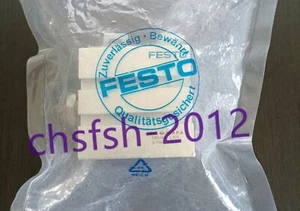 Zuverlässig • Bewährt
FESTO
Qualitätsgesichert
chsfsh-2012